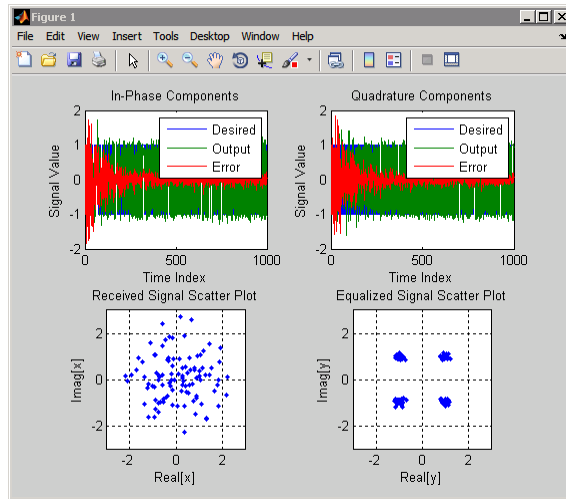 Figure 1
File Edit View Insert Tools Desktop Window Help
In-Phase Components
Quadrature Components
Signal Value
2
1
0
-1
-2
Desired
Output
Error
0 500 1000
Time Index
Signal Value
2
1
0
-1
-2
Desired
Output
Error
0 500 1000
Time Index
Received Signal Scatter Plot
Equalized Signal Scatter Plot
Imag[x]
2
0
-2
-2 0 2
Real[x]
Imag[y]
2
0
-2
-2 0 2
Real[y]